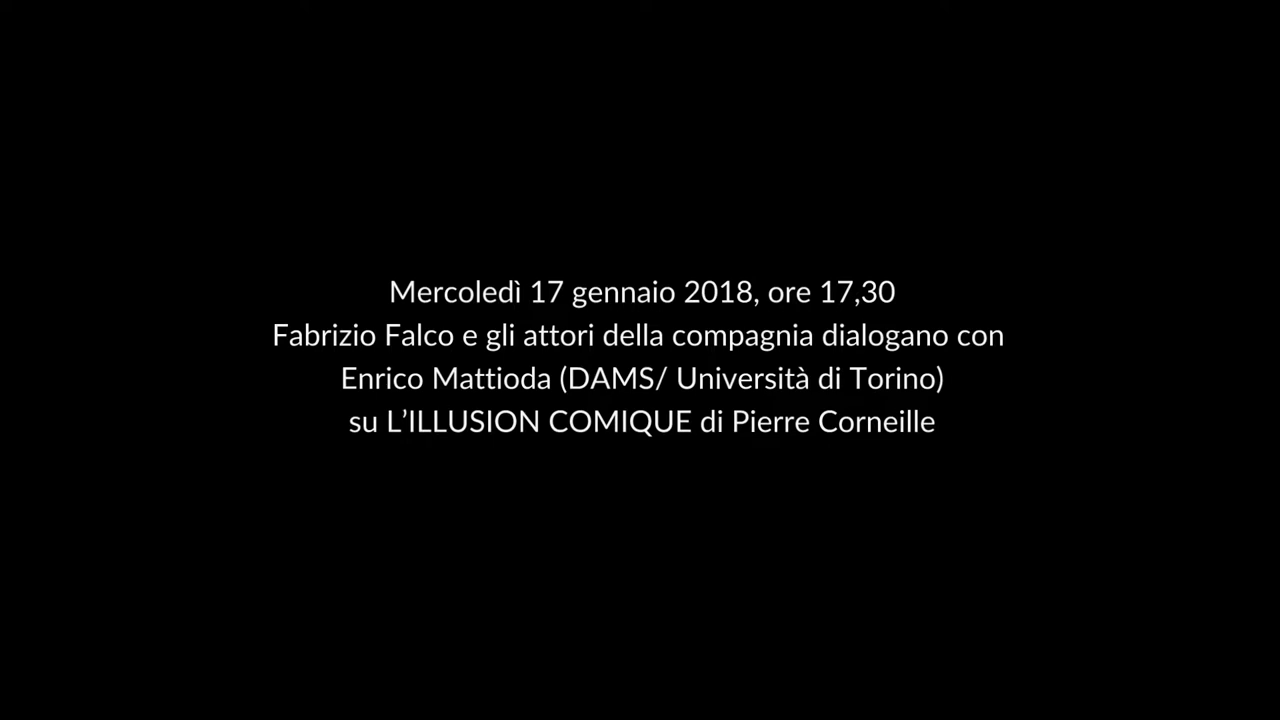 Mercoledì 17 gennaio 2018, ore 17,30
Fabrizio Falco e gli attori della compagnia dialogano con
Enrico Mattioda (DAMS/ Università di Torino)
su L’ILLUSION COMIQUE di Pierre Corneille